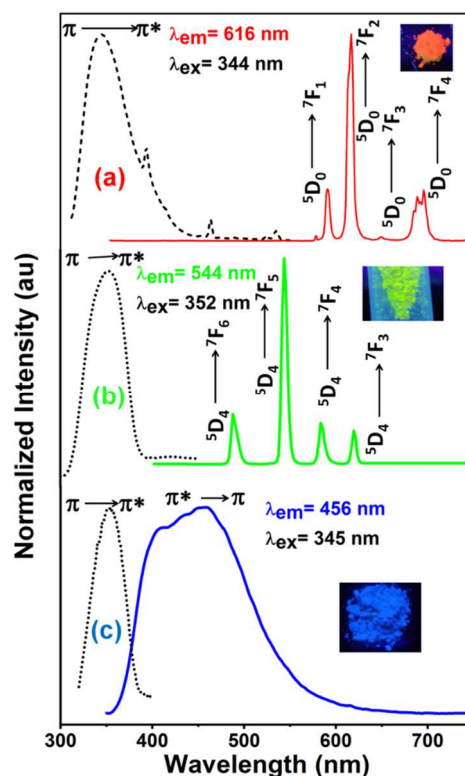 π ⟶ π*
λem= 616 nm
λex= 344 nm
⁵D₀ ⟶ ⁷F₁
⁵D₀ ⟶ ⁷F₂
⁵D₀ ⟶ ⁷F₃
⁵D₀ ⟶ ⁷F₄
(a)
π ⟶ π*
λem= 544 nm
λex= 352 nm
⁵D₄ ⟶ ⁷F₆
⁵D₄ ⟶ ⁷F₅
⁵D₄ ⟶ ⁷F₄
⁵D₄ ⟶ ⁷F₃
(b)
π ⟶ π*
π* ⟶ π
λem= 456 nm
λex= 345 nm
(c)
Normalized Intensity (au)
300 400 500 600 700
Wavelength (nm)